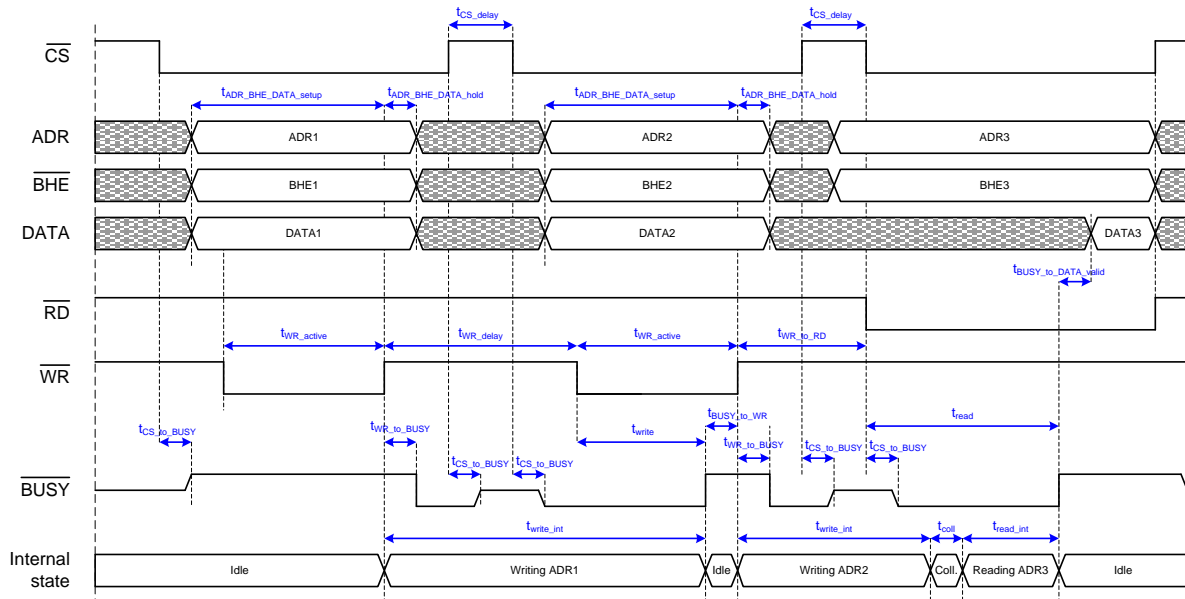 tCS_delay tCS_delay
CS
tADR_BHE_DATA_setup tADR_BHE_DATA_hold tADR_BHE_DATA_setup tADR_BHE_DATA_hold
ADR ADR1 ADR2 ADR3
BHE BHE1 BHE2 BHE3
DATA DATA1 DATA2 DATA3
tBUSY_to_DATA_valid
RD
tWR_active tWR_delay tWR_active tWR_to_RD
WR
tCS_to_BUSY tWR_to_BUSY twrite tBUSY_to_WR tread
tCS_to_BUSY tCS_to_BUSY tWR_to_BUSY tCS_to_BUSY tCS_to_BUSY
BUSY
twrite_int twrite_int tcoll tread_int
Internal
state Idle Writing ADR1 Idle Writing ADR2 Coll. Reading ADR3 Idle